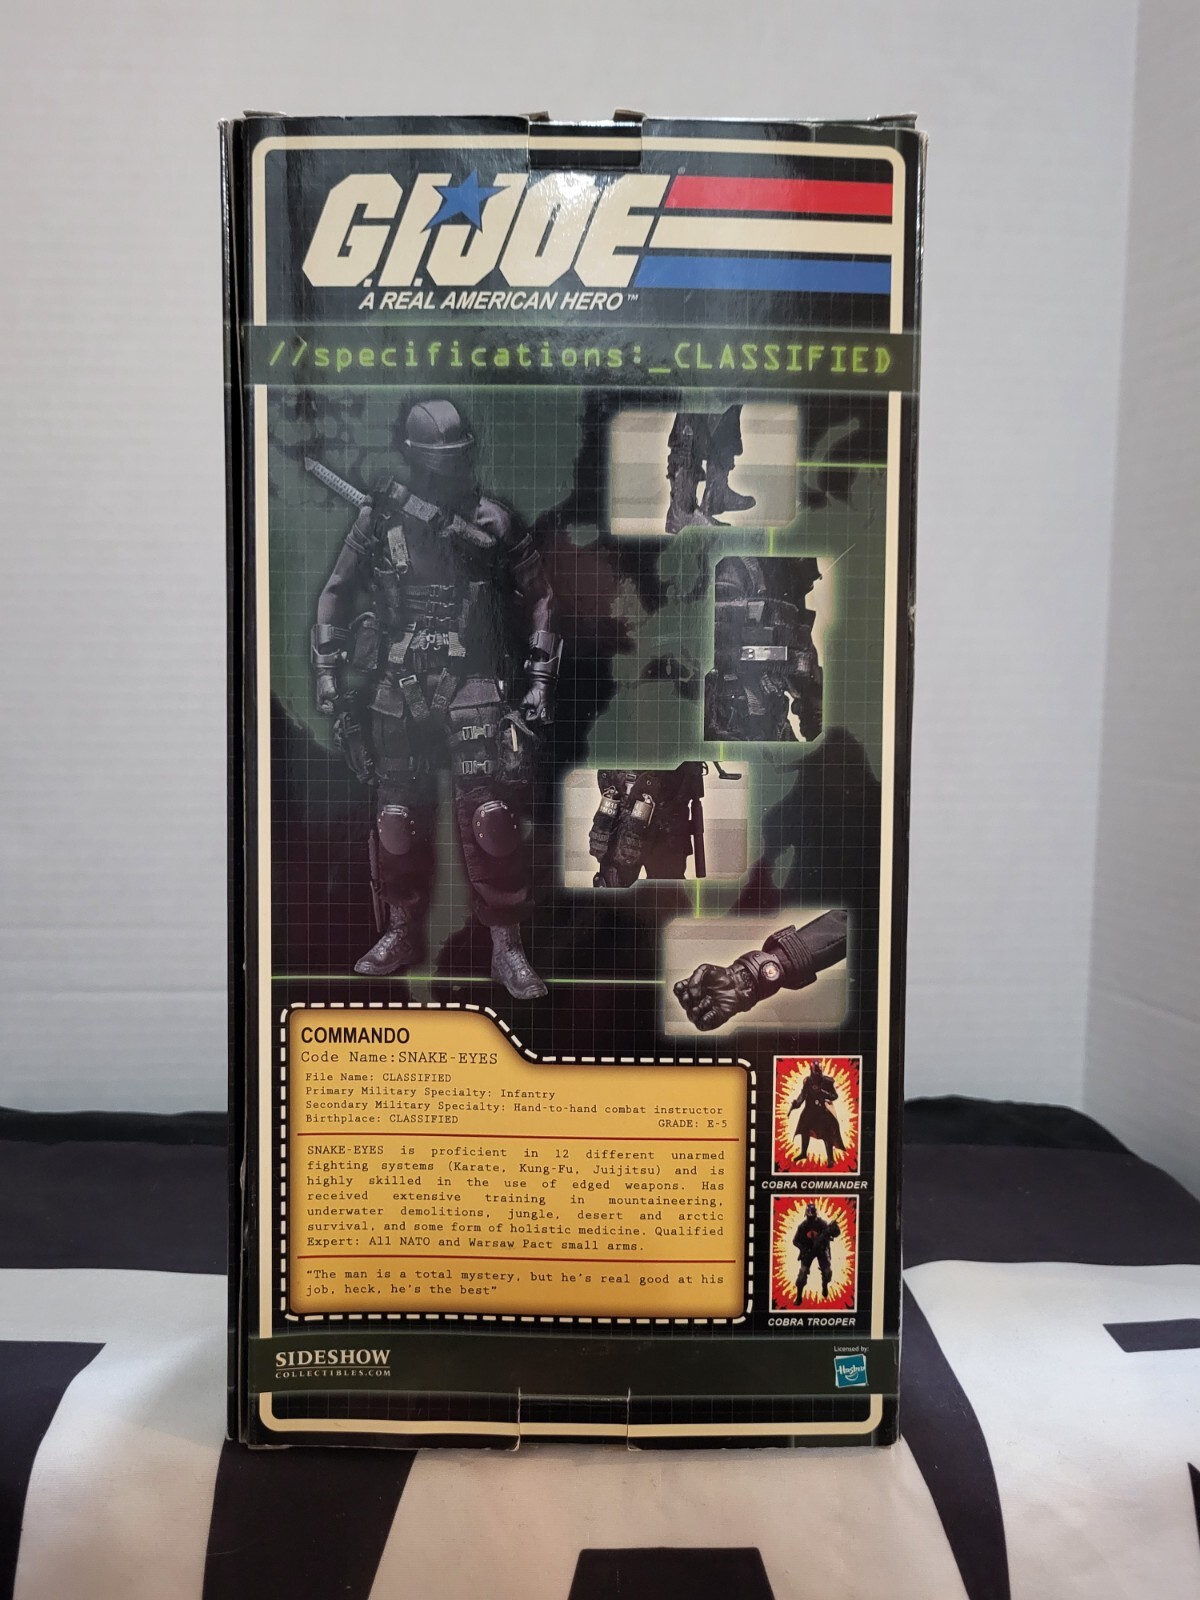 G.I.JOE
A REAL AMERICAN HERO™
//specifications:_CLASSIFIED
COMMANDO
Code Name:SNAKE-EYES
File Name: CLASSIFIED
Primary Military Specialty: Infantry
Secondary Military Specialty: Hand-to-hand combat instructor
Birthplace: CLASSIFIED GRADE: E-5
SNAKE-EYES is proficient in 12 different unarmed
fighting systems (Karate, Kung-Fu, Juijitsu) and is
highly skilled in the use of edged weapons. Has
received extensive training in mountaineering,
underwater demolitions, jungle, desert and arctic
survival, and some form of holistic medicine. Qualified
Expert: All NATO and Warsaw Pact small arms.
"The man is a total mystery, but he's real good at his
job, heck, he's the best"
COBRA COMMANDER
COBRA TROOPER
SIDESHOW
COLLECTIBLES.COM
Licensed by:
Hasbro